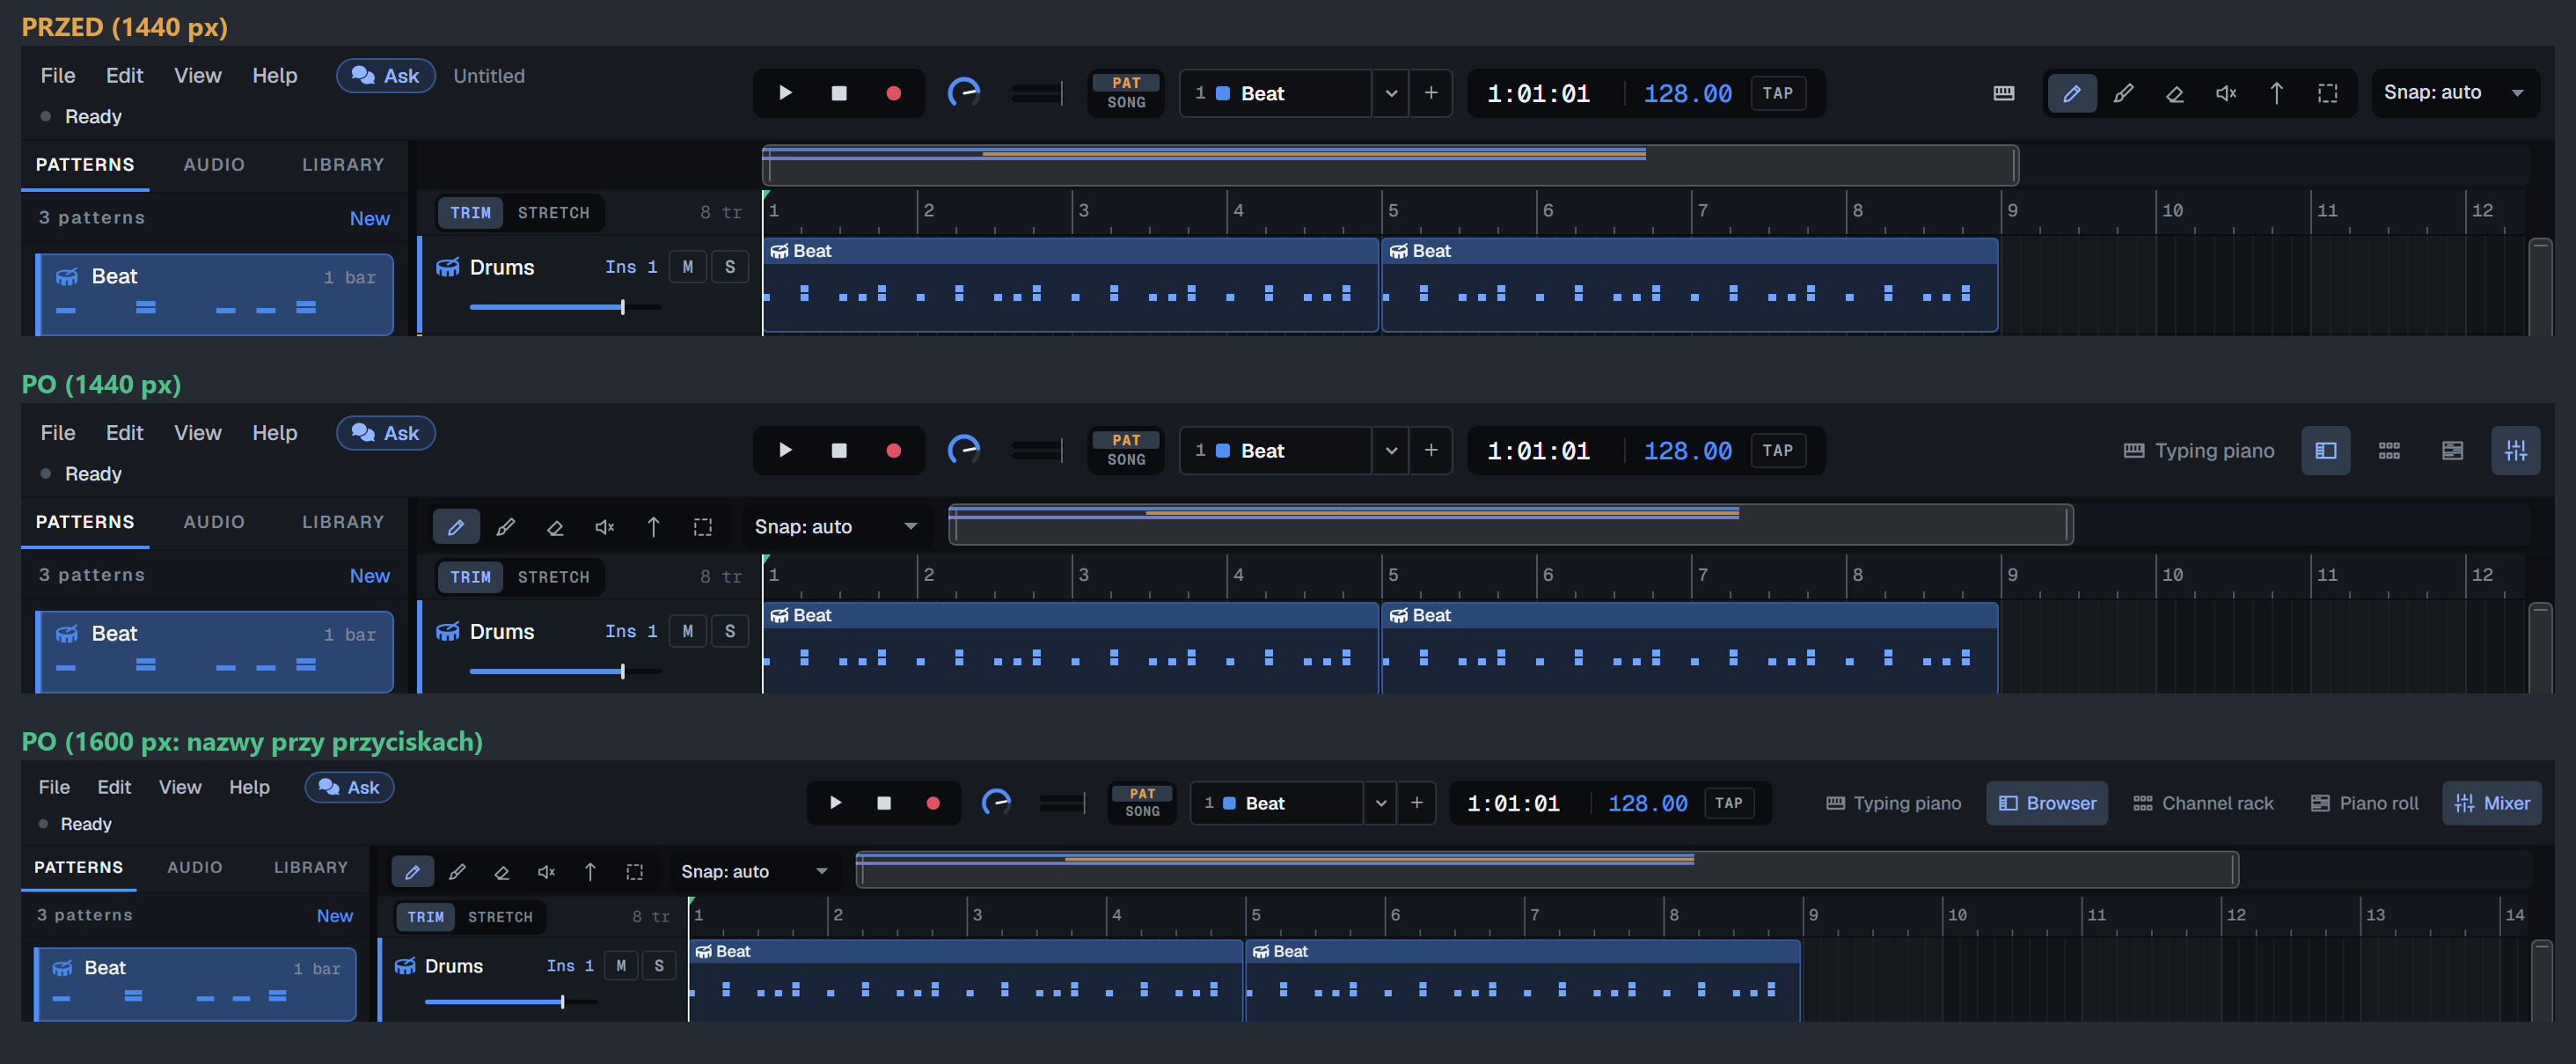 PRZED (1440 px)
File Edit View Help Ask Untitled
Ready
PAT
SONG
1 Beat
1:01:01 128.00 TAP
Snap: auto
PATTERNS AUDIO LIBRARY
3 patterns New
TRIM STRETCH 8 tr
1 2 3 4 5 6 7 8 9 10 11 12
Beat 1 bar
Drums Ins 1 M S
Beat Beat
PO (1440 px)
File Edit View Help Ask
Ready
PAT
SONG
1 Beat
1:01:01 128.00 TAP
Typing piano
PATTERNS AUDIO LIBRARY
Snap: auto
3 patterns New
TRIM STRETCH 8 tr
1 2 3 4 5 6 7 8 9 10 11 12
Beat 1 bar
Drums Ins 1 M S
Beat Beat
PO (1600 px: nazwy przy przyciskach)
File Edit View Help Ask
Ready
PAT
SONG
1 Beat
1:01:01 128.00 TAP
Typing piano Browser Channel rack Piano roll Mixer
PATTERNS AUDIO LIBRARY
Snap: auto
3 patterns New
TRIM STRETCH 8 tr
1 2 3 4 5 6 7 8 9 10 11 12 13 14
Beat 1 bar
Drums Ins 1 M S
Beat Beat